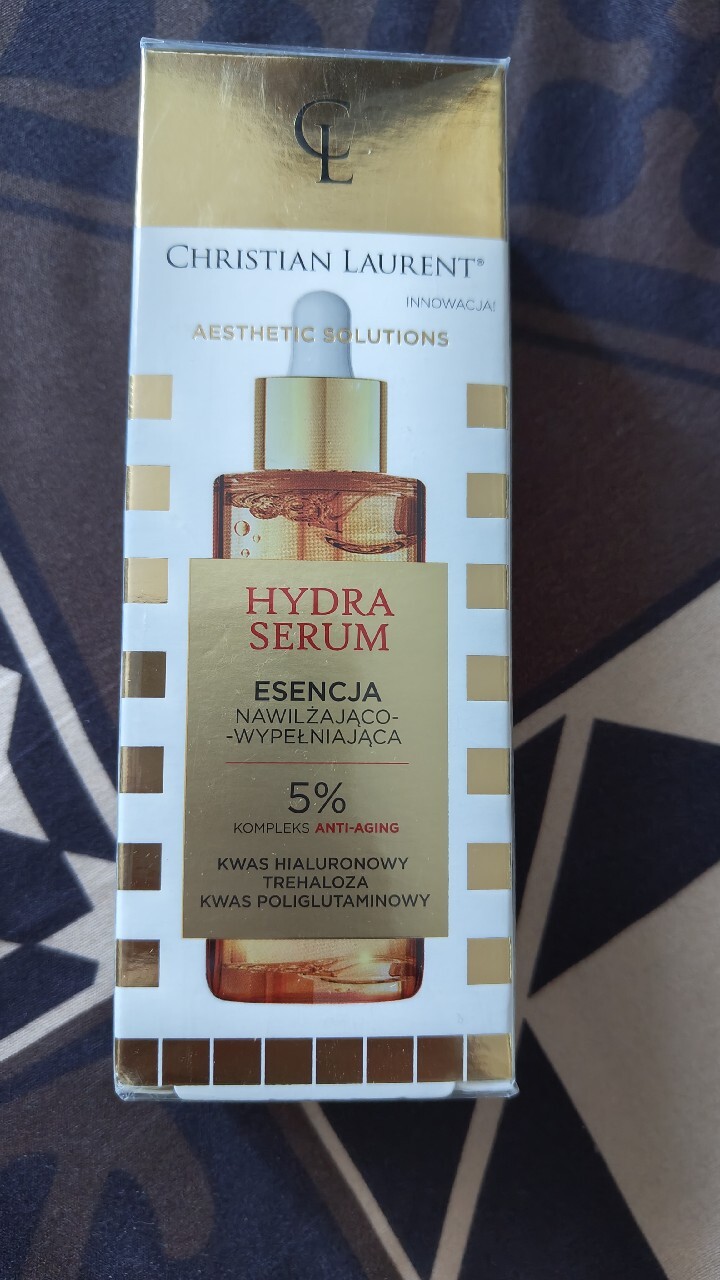 CL
CHRISTIAN LAURENT®
INNOWACJA!
AESTHETIC SOLUTIONS
HYDRA
SERUM
ESENCJA
NAWILŻAJĄCO-
-WYPEŁNIAJĄCA
5%
KOMPLEKS ANTI-AGING
KWAS HIALURONOWY
TREHALOZA
KWAS POLIGLUTAMINOWY